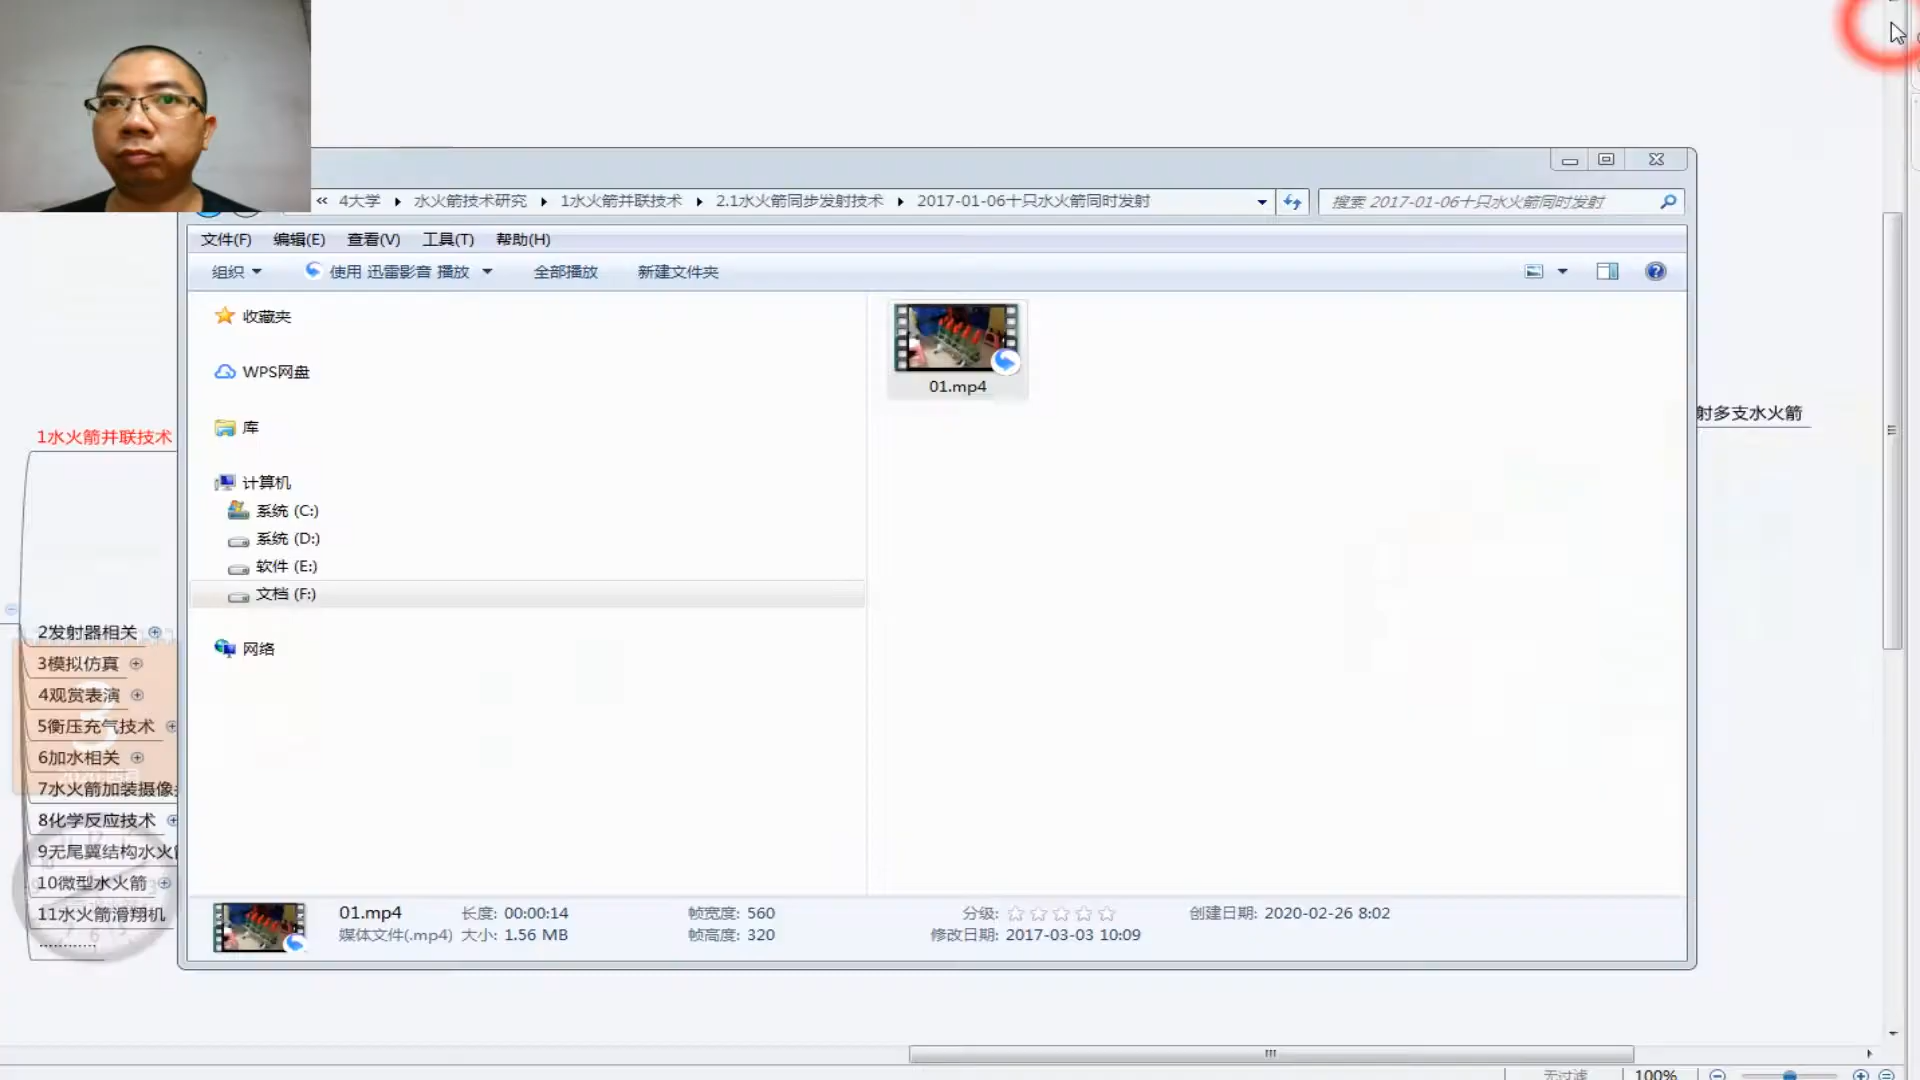 « 4大学 ▸ 水火箭技术研究 ▸ 1水火箭并联技术 ▸ 2.1水火箭同步发射技术 ▸ 2017-01-06十只水火箭同时发射
搜索 2017-01-06十只水火箭同时发射
文件(F) 编辑(E) 查看(V) 工具(T) 帮助(H)
组织 使用 迅雷影音 播放 全部播放 新建文件夹
收藏夹
WPS网盘
库
计算机
系统 (C:)
系统 (D:)
软件 (E:)
文档 (F:)
网络
01.mp4
射多支水火箭
1水火箭并联技术
2发射器相关
3模拟仿真
4观赏表演
5衡压充气技术
6加水相关
7水火箭加装摄像
8化学反应技术
9无尾翼结构水火
10微型水火箭
11水火箭滑翔机
............
01.mp4 长度: 00:00:14 帧宽度: 560 分级: 创建日期: 2020-02-26 8:02
媒体文件(.mp4) 大小: 1.56 MB 帧高度: 320 修改日期: 2017-03-03 10:09
无过滤 100%